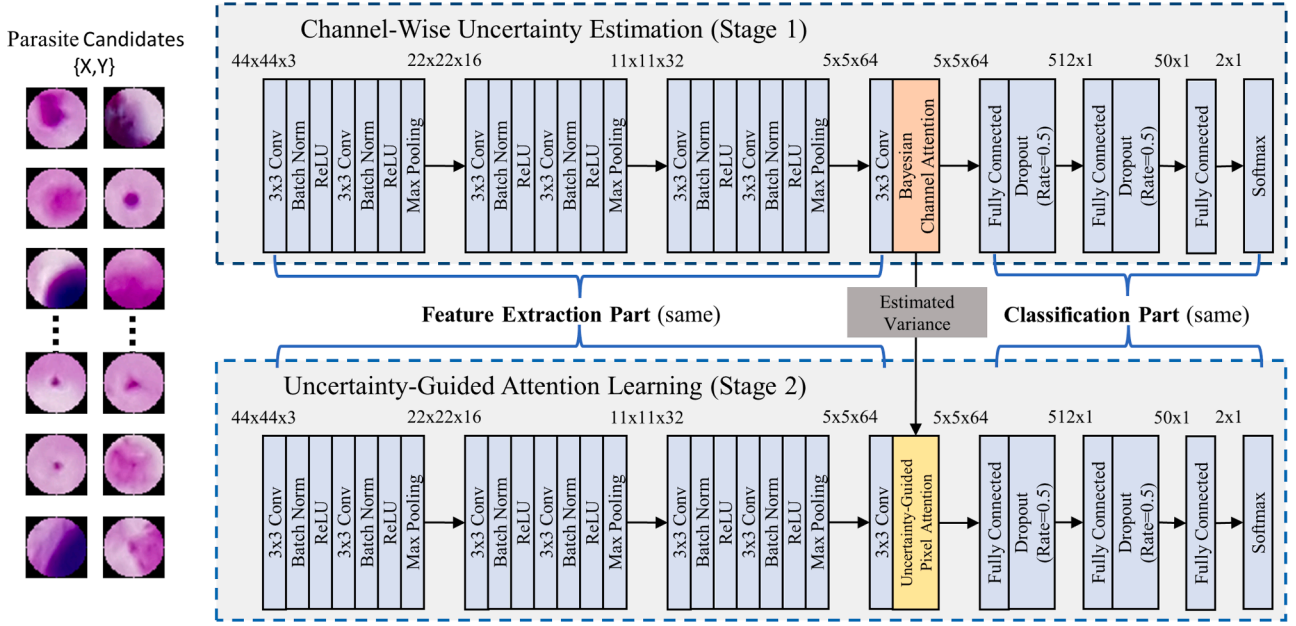 Parasite Candidates
{X,Y}
Channel-Wise Uncertainty Estimation (Stage 1)
44x44x3
22x22x16
11x11x32
5x5x64
5x5x64
512x1
50x1
2x1
3x3 Conv
Batch Norm
ReLU
3x3 Conv
Batch Norm
ReLU
Max Pooling
3x3 Conv
Batch Norm
ReLU
3x3 Conv
Batch Norm
ReLU
Max Pooling
3x3 Conv
Batch Norm
ReLU
3x3 Conv
Batch Norm
ReLU
Max Pooling
3x3 Conv
Bayesian
Channel Attention
Fully Connected
Dropout
(Rate=0.5)
Fully Connected
Dropout
(Rate=0.5)
Fully Connected
Softmax
Feature Extraction Part (same)
Estimated
Variance
Classification Part (same)
Uncertainty-Guided Attention Learning (Stage 2)
44x44x3
22x22x16
11x11x32
5x5x64
5x5x64
512x1
50x1
2x1
3x3 Conv
Batch Norm
ReLU
3x3 Conv
Batch Norm
ReLU
Max Pooling
3x3 Conv
Batch Norm
ReLU
3x3 Conv
Batch Norm
ReLU
Max Pooling
3x3 Conv
Batch Norm
ReLU
3x3 Conv
Batch Norm
ReLU
Max Pooling
3x3 Conv
Uncertainty-Guided
Pixel Attention
Fully Connected
Dropout
(Rate=0.5)
Fully Connected
Dropout
(Rate=0.5)
Fully Connected
Softmax